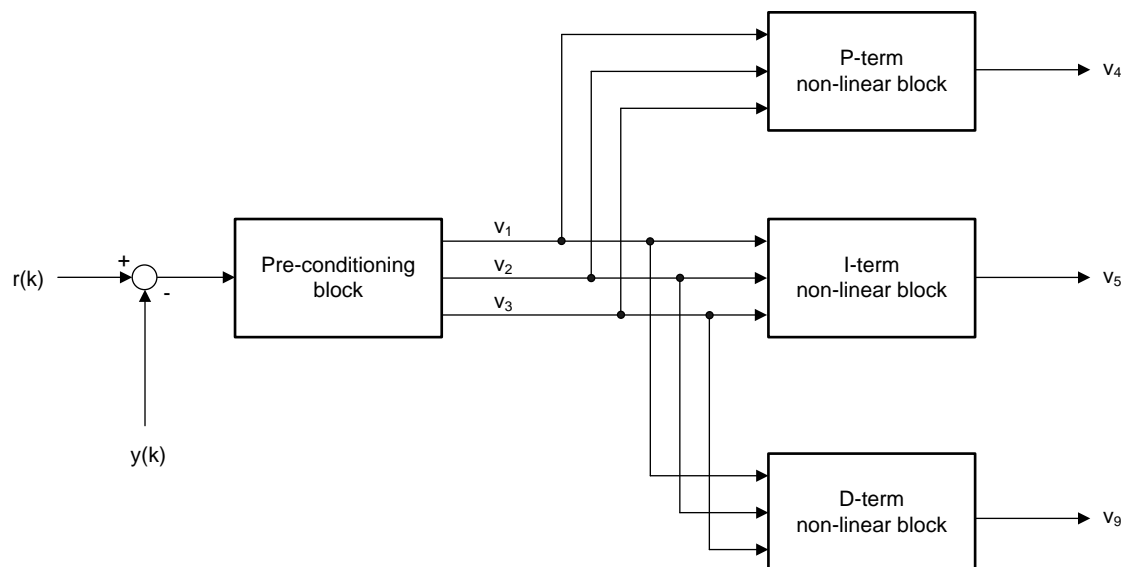 P-term
non-linear block
v₄
v₁
v₂
v₃
+
-
r(k)
Pre-conditioning
block
I-term
non-linear block
v₅
y(k)
D-term
non-linear block
v₉